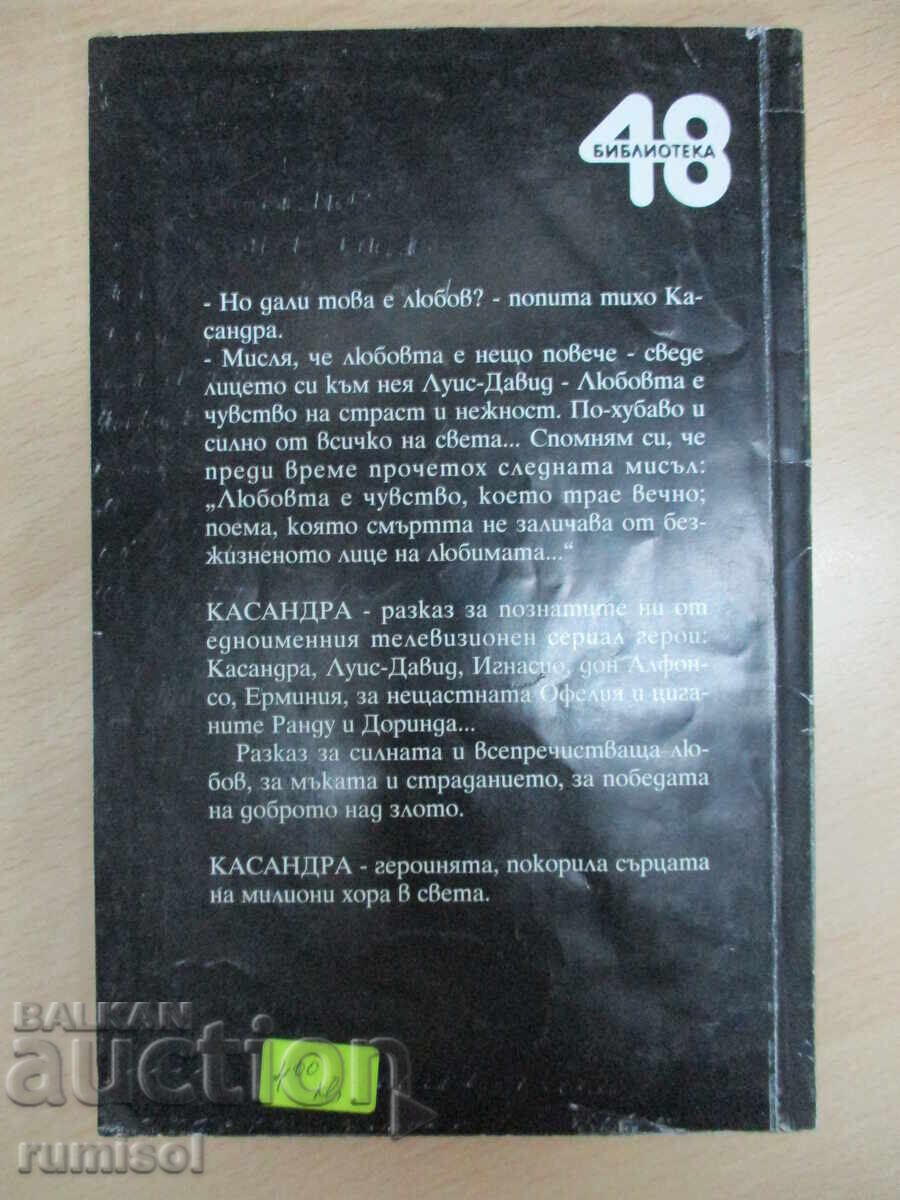 48
БИБЛИОТЕКА
- Но дали това е любов? - попита тихо Ка-
сандра.
- Мисля, че любовта е нещо повече - сведе
лицето си към нея Луис-Давид - Любовта е
чувство на страст и нежност. По-хубаво и
силно от всичко на света... Спомням си, че
преди време прочетох следната мисъл:
„Любовта е чувство, което трае вечно;
поема, която смъртта не заличава от без-
жизненото лице на любимата...“
КАСАНДРА - разказ за познатите ни от
едноименния телевизионен сериал герои:
Касандра, Луис-Давид, Игнасио, дон Алфон-
со, Ерминия, за нещастната Офелия и цига-
ните Ранду и Доринда...
Разказ за силната и всепречистваща лю-
бов, за мъката и страданието, за победата
на доброто над злото.
КАСАНДРА - героинята, покорила сърцата
на милиони хора в света.
BALKAN
auction
rumisol